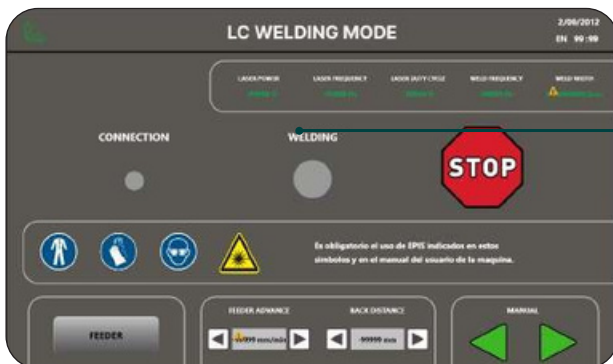 LC WELDING MODE
2/06/2012
EN 99:99
LASER POWER LASER FREQUENCY LASER DUTY CYCLE WELD FREQUENCY WELD WIDTH
CONNECTION
WELDING
STOP
Es obligatorio el uso de EPIS indicados en estos
símbolos y en el manual del usuario de la maquina.
FEEDER
FEEDER ADVANCE
BACK DISTANCE
MANUAL
-99999 mm